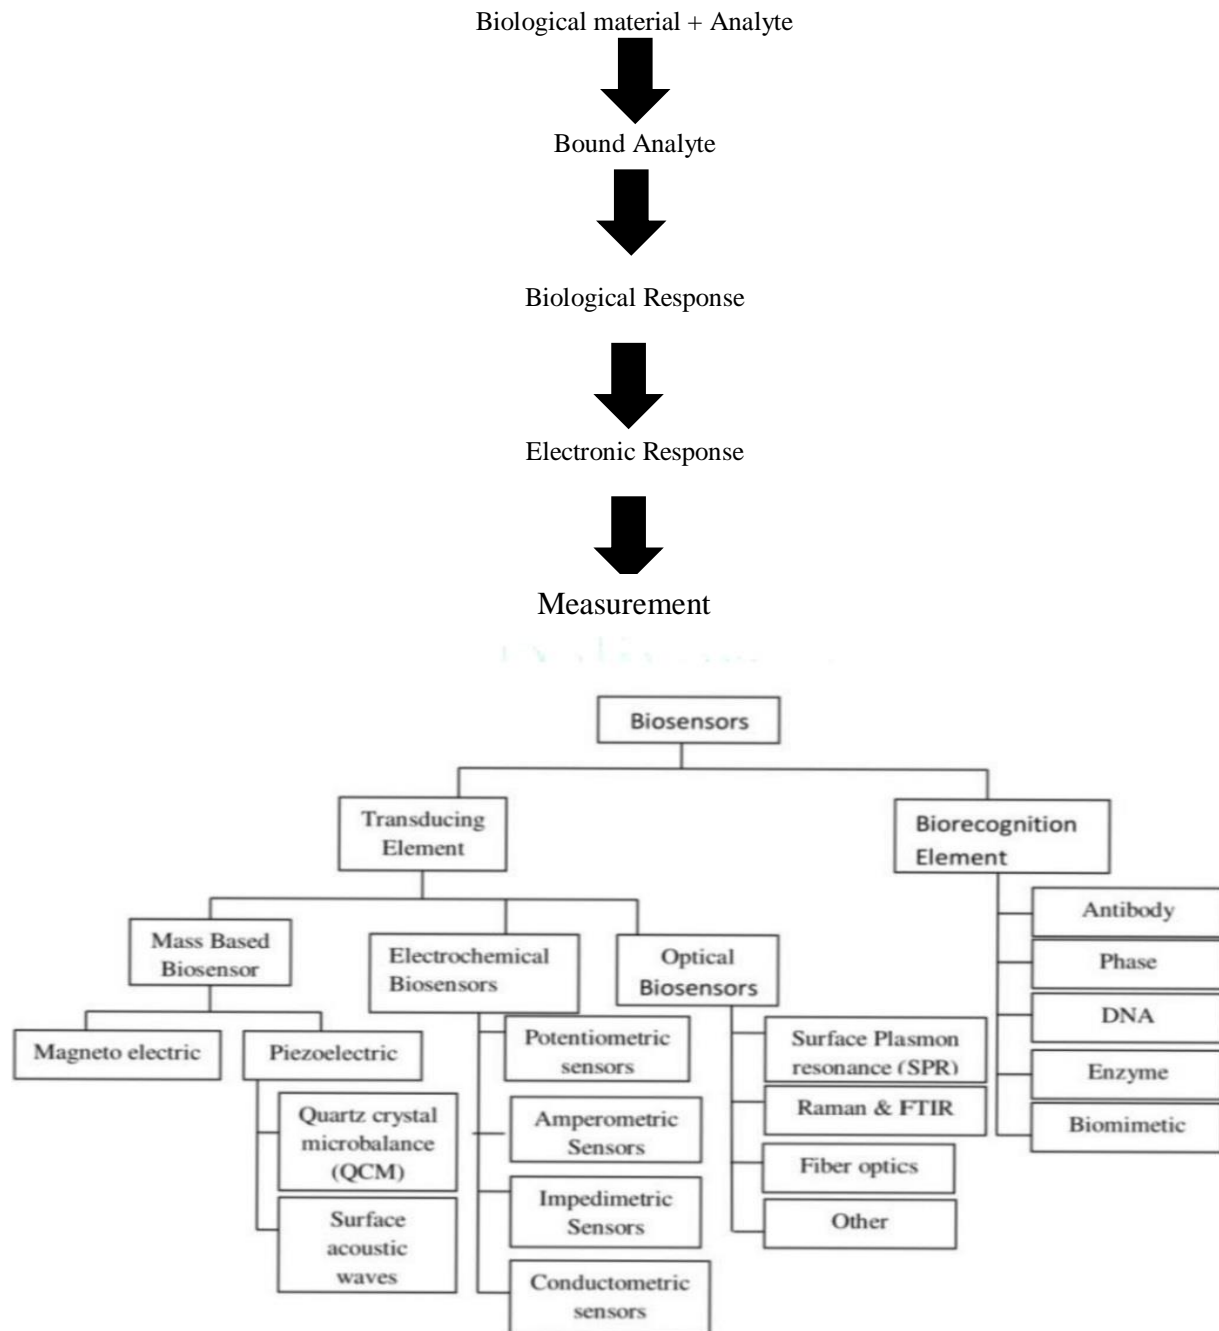 Biological material + Analyte
Bound Analyte
Biological Response
Electronic Response
Measurement
Biosensors
Transducing
Element
Biorecognition
Element
Mass Based
Biosensor
Electrochemical
Biosensors
Optical
Biosensors
Magneto electric
Piezoelectric
Quartz crystal
microbalance
(QCM)
Surface
acoustic
waves
Potentiometric
sensors
Amperometric
Sensors
Impedimetric
Sensors
Conductometric
sensors
Surface Plasmon
resonance (SPR)
Raman & FTIR
Fiber optics
Other
Antibody
Phase
DNA
Enzyme
Biomimetic